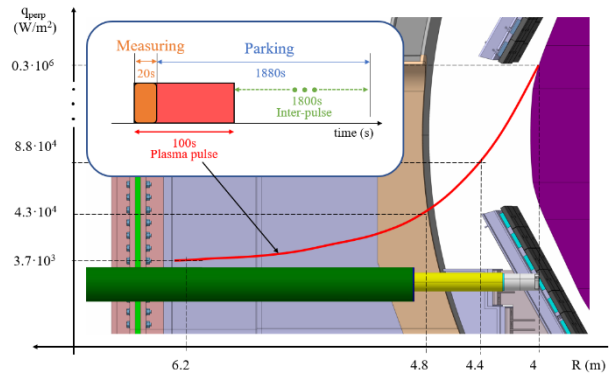 q_perp
(W/m²)
Measuring
Parking
20s
1880s
0.3·10⁶
1800s
Inter-pulse
time (s)
100s
Plasma pulse
8.8·10⁴
4.3·10⁴
3.7·10³
6.2
4.8
4.4
4
R (m)